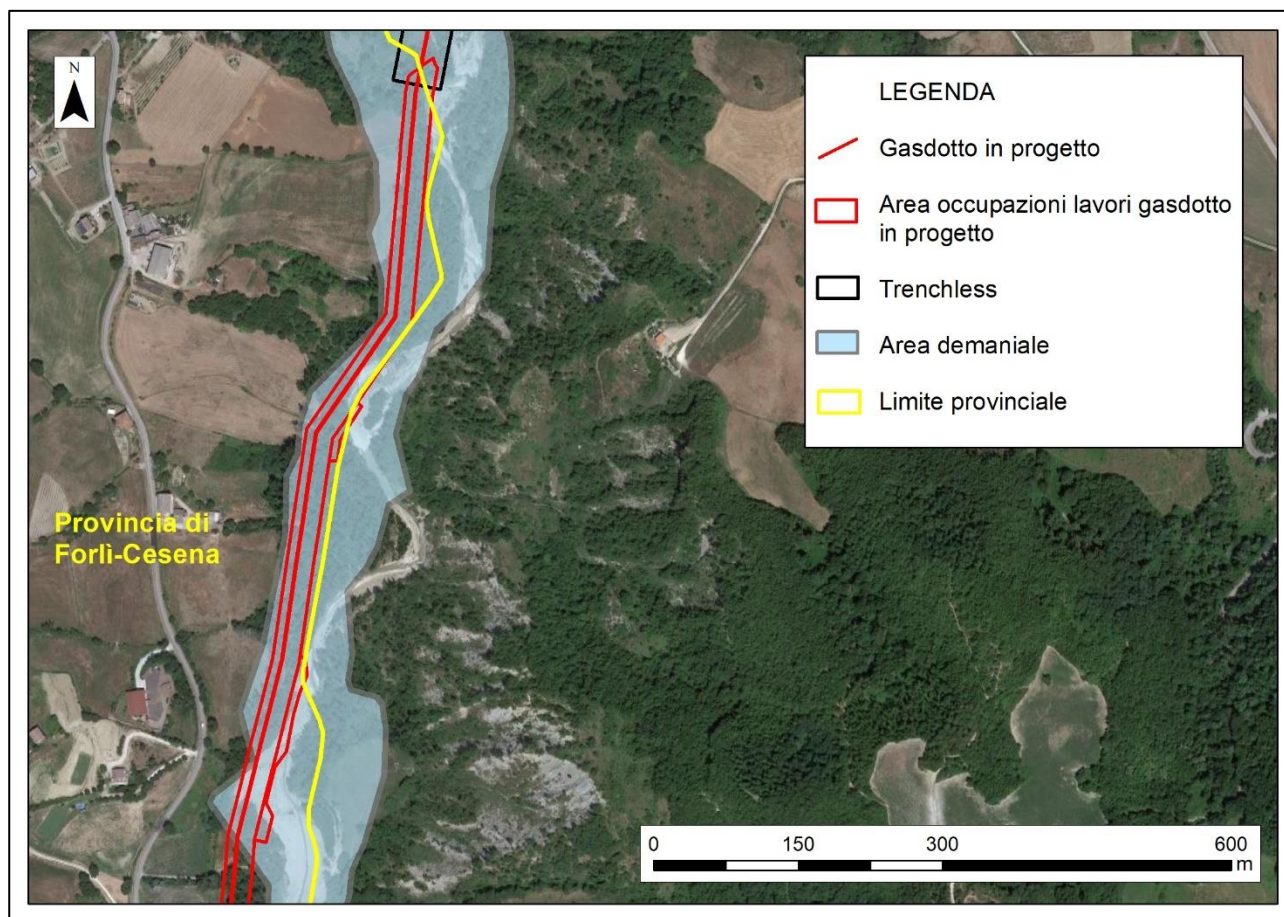 N
LEGENDA
Gasdotto in progetto
Area occupazioni lavori gasdotto
in progetto
Trenchless
Area demaniale
Limite provinciale
Provincia di
Forlì-Cesena
0 150 300 600
m